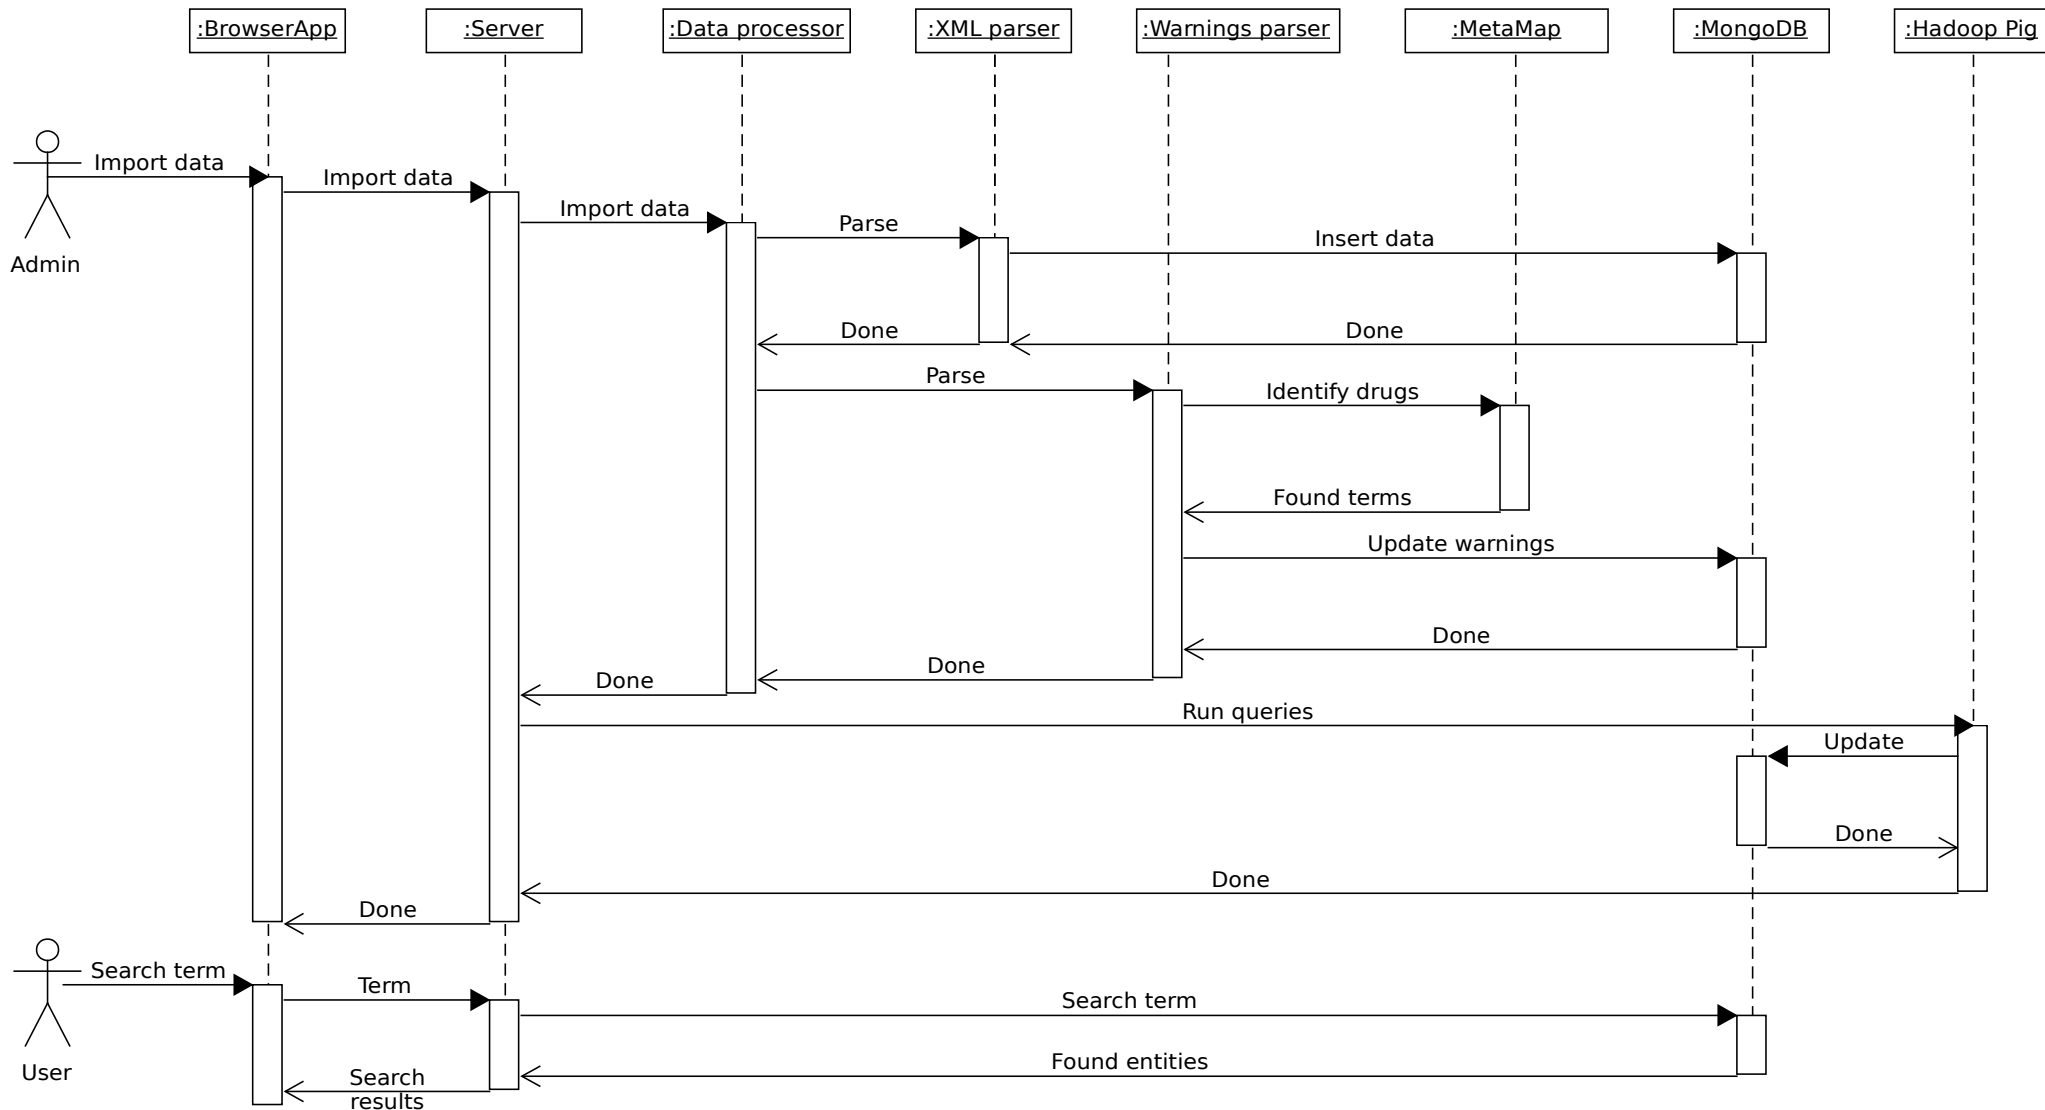 :BrowserApp
:Server
:Data processor
:XML parser
:Warnings parser
:MetaMap
:MongoDB
:Hadoop Pig
Import data
Import data
Import data
Parse
Insert data
Admin
Done
Done
Parse
Identify drugs
Found terms
Update warnings
Done
Done
Done
Run queries
Update
Done
Done
Done
Search term
Term
Search term
Found entities
User
Search
results